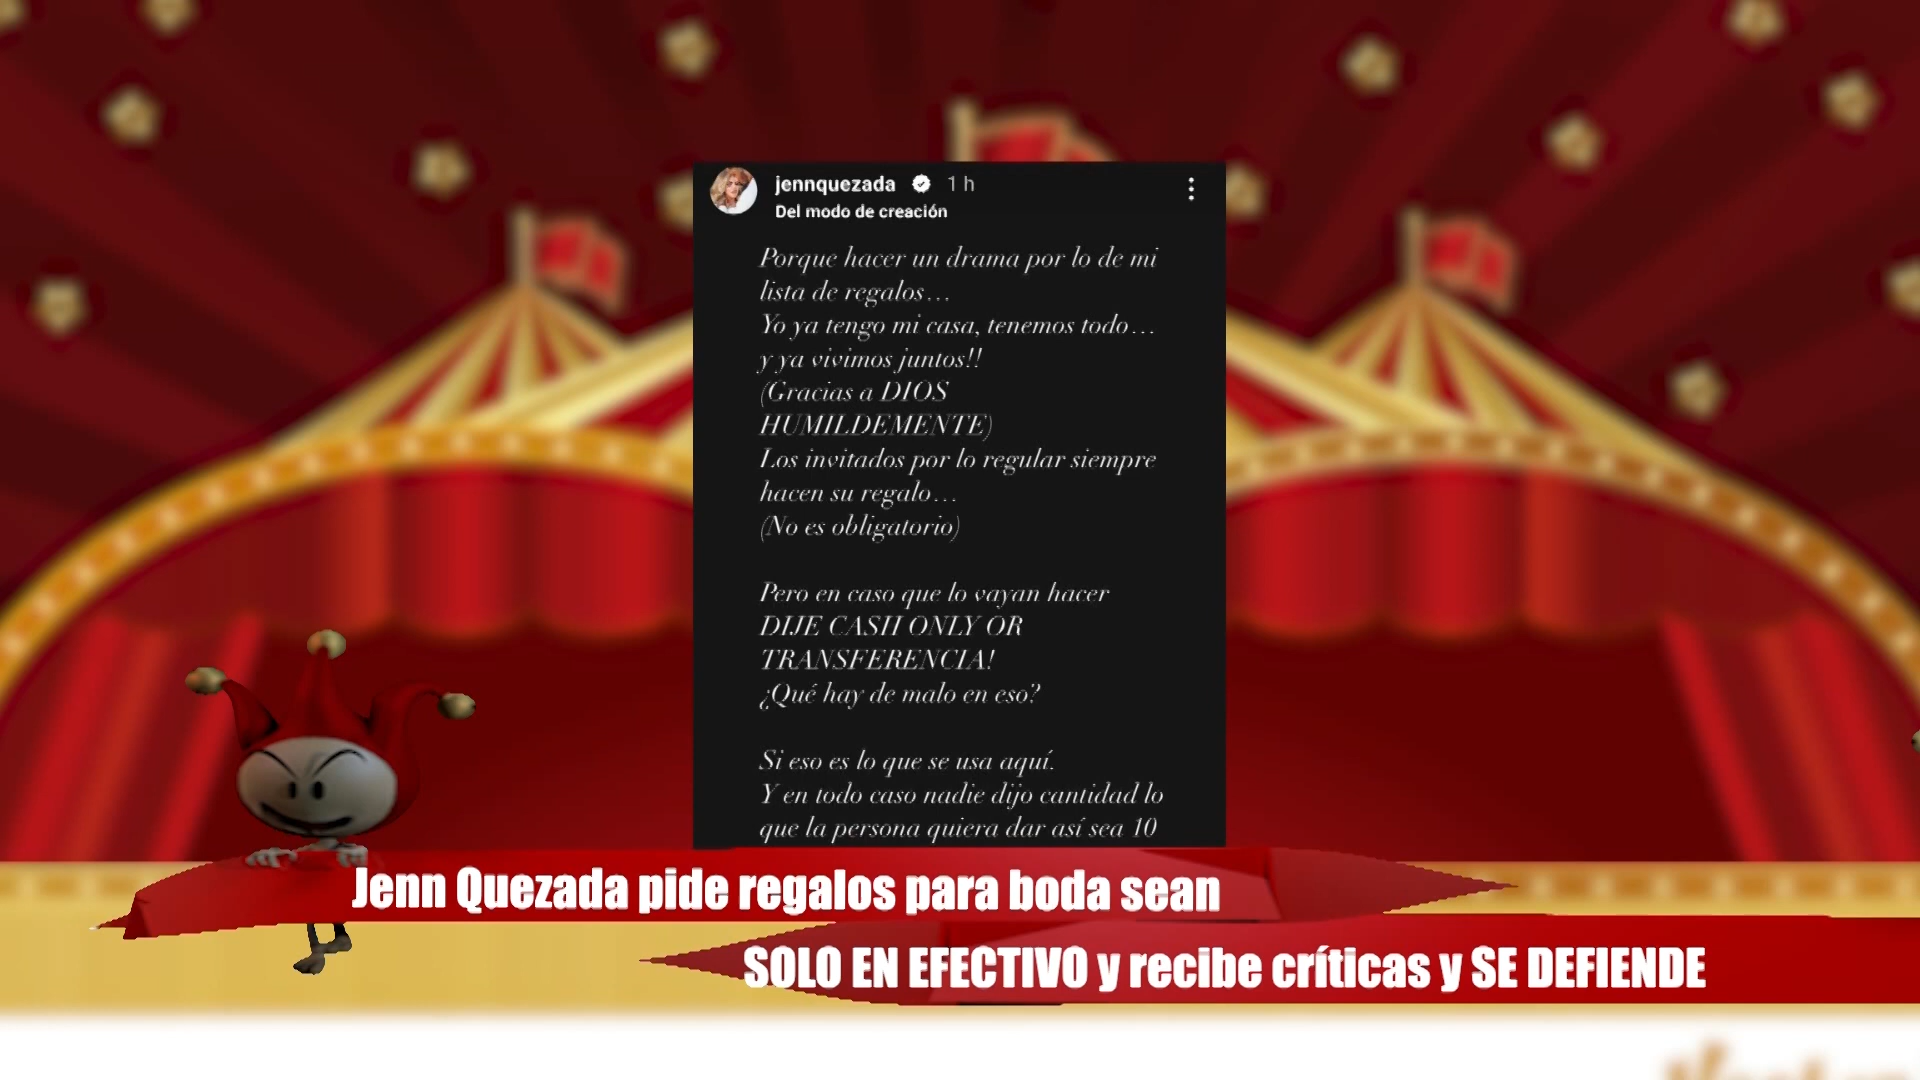 jennquezada 1 h
Del modo de creación
Porque hacer un drama por lo de mi
lista de regalos...
Yo ya tengo mi casa, tenemos todo...
y ya vivimos juntos!!
(Gracias a DIOS
HUMILDEMENTE)
Los invitados por lo regular siempre
hacen su regalo...
(No es obligatorio)
Pero en caso que lo vayan hacer
DIJE CASH ONLY OR
TRANSFERENCIA!
¿Qué hay de malo en eso?
Si eso es lo que se usa aquí.
Y en todo caso nadie dijo cantidad lo
que la persona quiera dar así sea 10
Jenn Quezada pide regalos para boda sean
SOLO EN EFECTIVO y recibe críticas y SE DEFIENDE